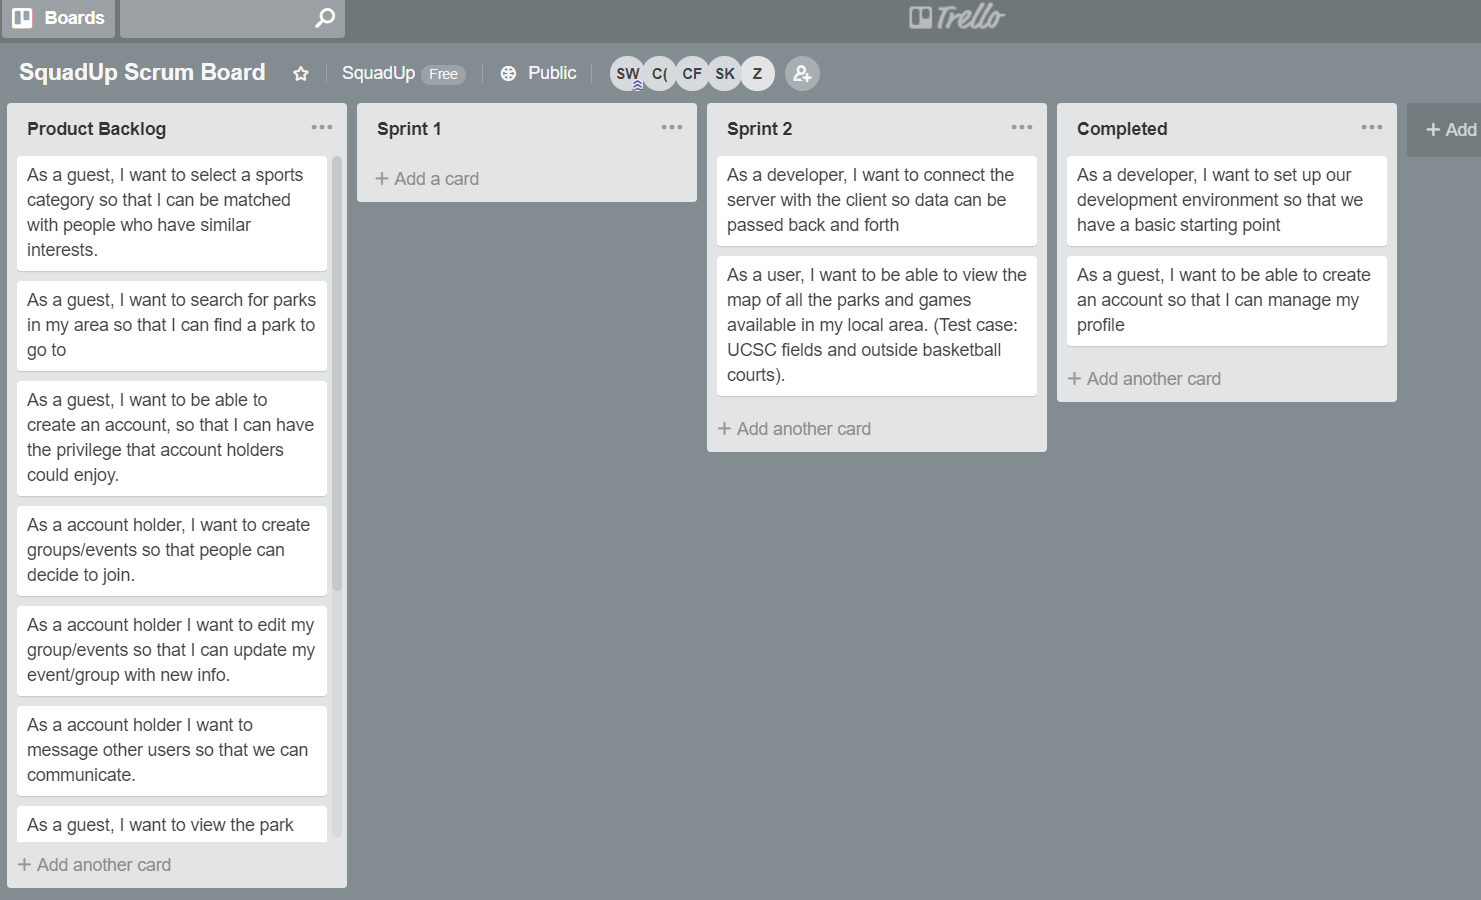 Boards
Trello
SquadUp Scrum Board
SquadUp Free
Public
SW C( CF SK Z
Product Backlog
As a guest, I want to select a sports
category so that I can be matched
with people who have similar
interests.
As a guest, I want to search for parks
in my area so that I can find a park to
go to
As a guest, I want to be able to
create an account, so that I can have
the privilege that account holders
could enjoy.
As a account holder, I want to create
groups/events so that people can
decide to join.
As a account holder I want to edit my
group/events so that I can update my
event/group with new info.
As a account holder I want to
message other users so that we can
communicate.
As a guest, I want to view the park
+ Add another card
Sprint 1
+ Add a card
Sprint 2
As a developer, I want to connect the
server with the client so data can be
passed back and forth
As a user, I want to be able to view the
map of all the parks and games
available in my local area. (Test case:
UCSC fields and outside basketball
courts).
+ Add another card
Completed
As a developer, I want to set up our
development environment so that we
have a basic starting point
As a guest, I want to be able to create
an account so that I can manage my
profile
+ Add another card
+ Add